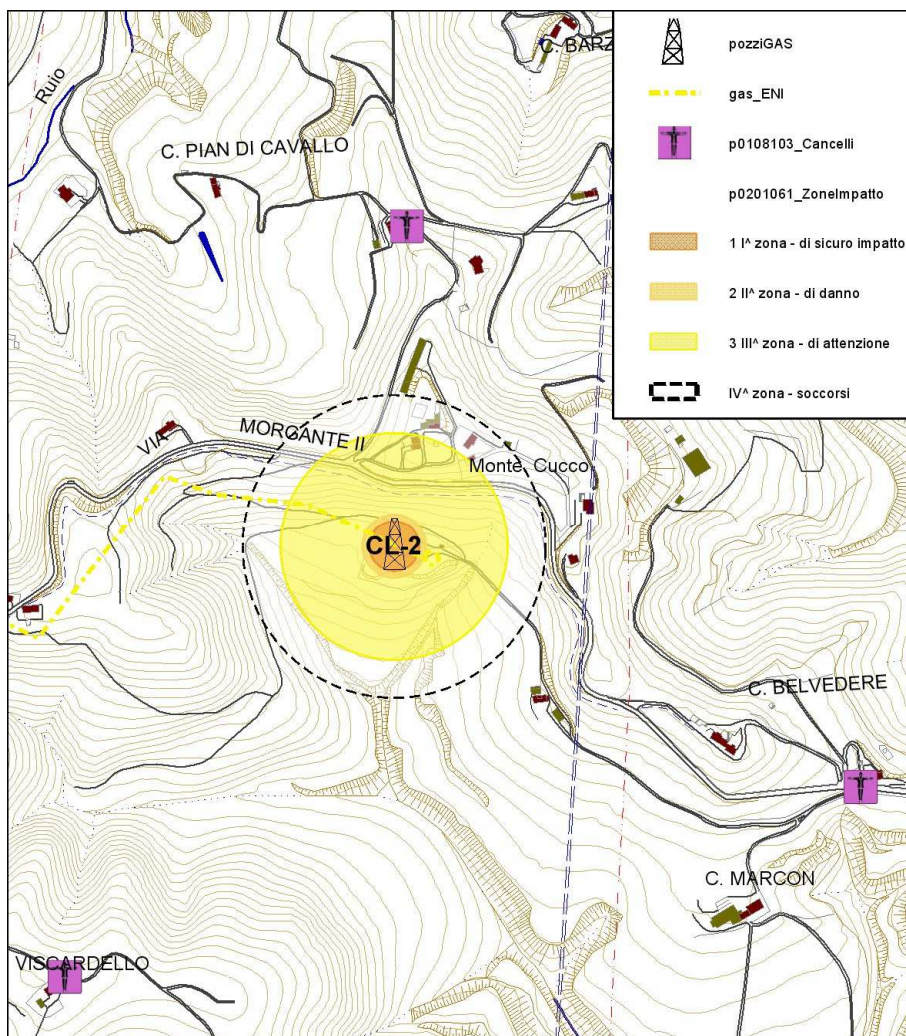 C. BARZ
Ruio
C. PIAN DI CAVALLO
VIA
MORGANTE II
Monte Cucco
CL-2
C. BELVEDERE
C. MARCON
VISCARDELLO
pozziGAS
gas_ENI
p0108103_Cancelli
p0201061_ZoneImpatto
1 I^ zona - di sicuro impatto
2 II^ zona - di danno
3 III^ zona - di attenzione
IV^ zona - soccorsi